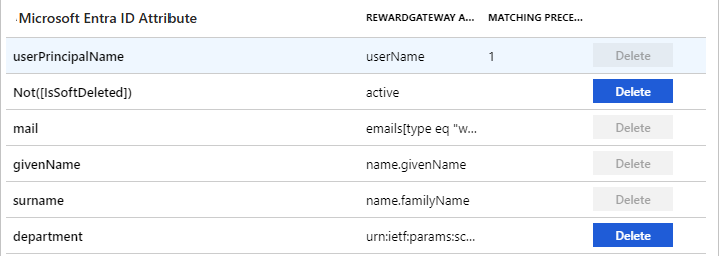 Microsoft Entra ID Attribute REWARDGATEWAY A... MATCHING PRECE...
userPrincipalName userName 1 Delete
Not([IsSoftDeleted]) active Delete
mail emails[type eq "w... Delete
givenName name.givenName Delete
surname name.familyName Delete
department urn:ietf:params:sc... Delete